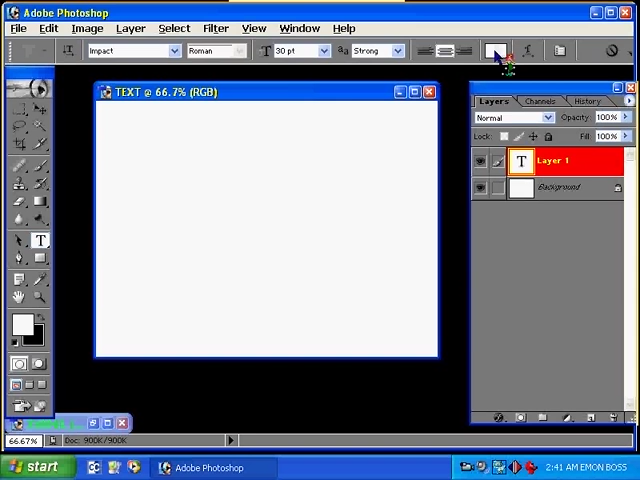 Adobe Photoshop
File Edit Image Layer Select Filter View Window Help
T Impact Roman T 30 pt aa Strong
TEXT @ 66.7% (RGB)
Layers Channels History
Normal Opacity: 100%
Lock: Fill: 100%
T Layer 1
Background
T
66.67% Doc: 900K/900K
start Adobe Photoshop 2:41 AM EMON BOSS